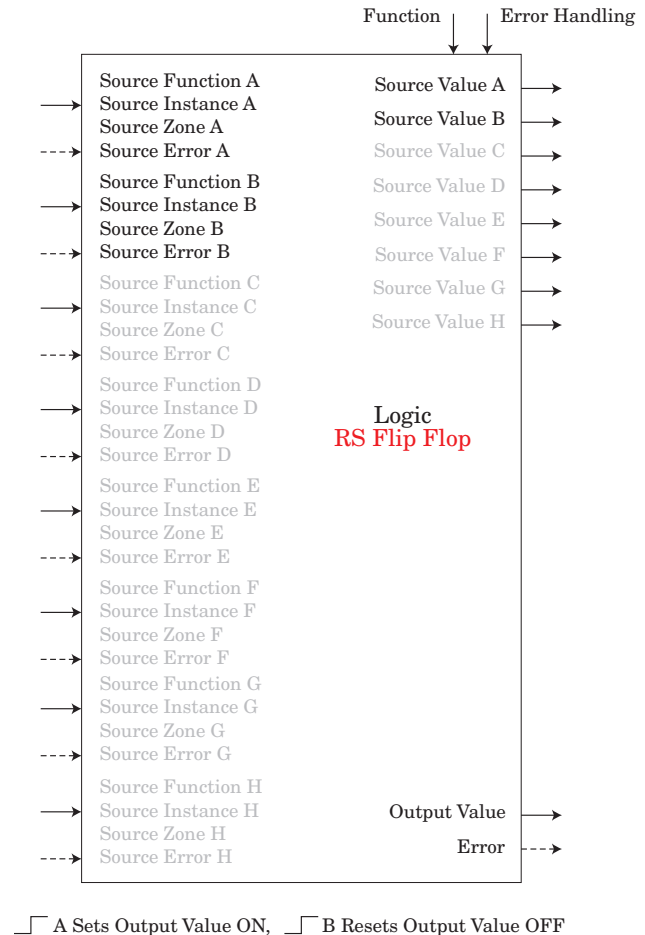 Function
Error Handling
Source Function A
Source Instance A
Source Zone A
Source Error A
Source Function B
Source Instance B
Source Zone B
Source Error B
Source Function C
Source Instance C
Source Zone C
Source Error C
Source Function D
Source Instance D
Source Zone D
Source Error D
Source Function E
Source Instance E
Source Zone E
Source Error E
Source Function F
Source Instance F
Source Zone F
Source Error F
Source Function G
Source Instance G
Source Zone G
Source Error G
Source Function H
Source Instance H
Source Zone H
Source Error H
Source Value A
Source Value B
Source Value C
Source Value D
Source Value E
Source Value F
Source Value G
Source Value H
Logic
RS Flip Flop
Output Value
Error
A Sets Output Value ON, B Resets Output Value OFF